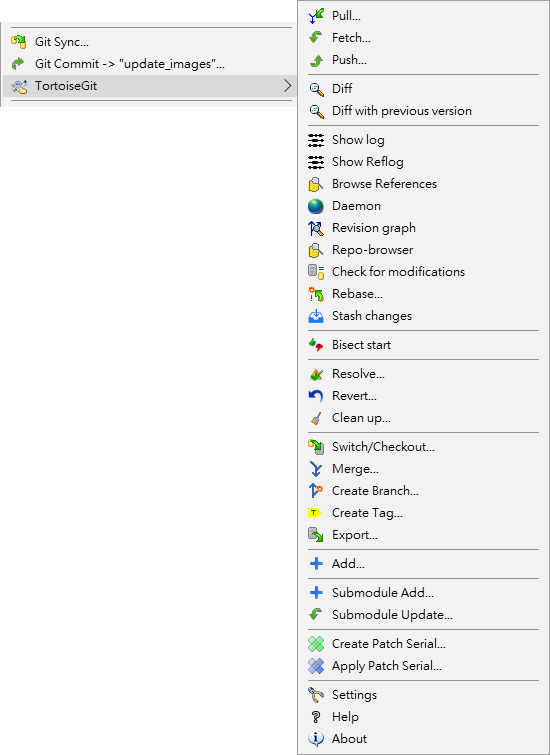 Git Sync...
Git Commit -> "update_images"...
TortoiseGit
Pull...
Fetch...
Push...
Diff
Diff with previous version
Show log
Show Reflog
Browse References
Daemon
Revision graph
Repo-browser
Check for modifications
Rebase...
Stash changes
Bisect start
Resolve...
Revert...
Clean up...
Switch/Checkout...
Merge...
Create Branch...
Create Tag...
Export...
Add...
Submodule Add...
Submodule Update...
Create Patch Serial...
Apply Patch Serial...
Settings
Help
About